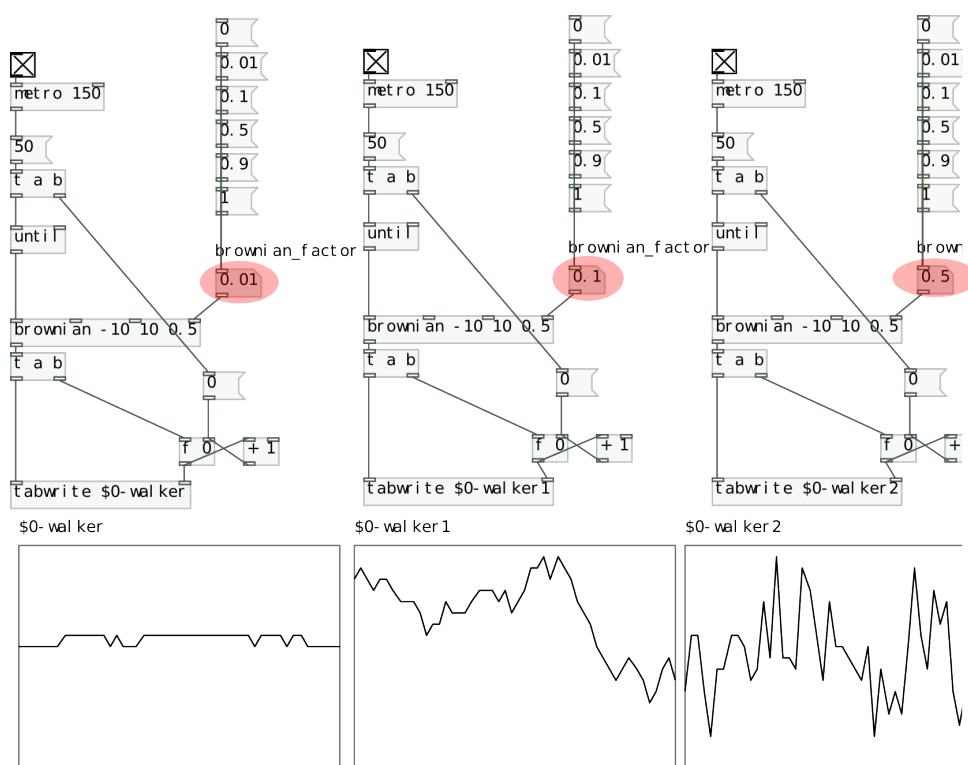 0
0.01
metro 150
0.1
0.5
50
0.9
t a b
1
until
brownian_factor
0.01
brownian -10 10 0.5
t a b
0
f 0
+ 1
tabwrite $0-walker
$0-walker
0
0.01
metro 150
0.1
0.5
50
0.9
t a b
1
until
brownian_factor
0.1
brownian -10 10 0.5
t a b
0
f 0
+ 1
tabwrite $0-walker1
$0-walker1
0
0.01
metro 150
0.1
0.5
50
0.9
t a b
1
until
brown
0.5
brownian -10 10 0.5
t a b
0
f 0
+
tabwrite $0-walker2
$0-walker2